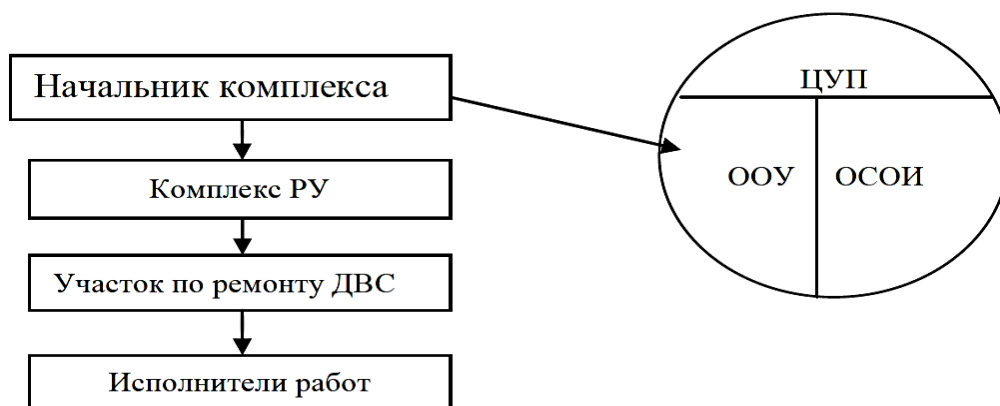 Начальник комплекса
Комплекс РУ
Участок по ремонту ДВС
Исполнители работ
ЦУП
ООУ
ОСОИ